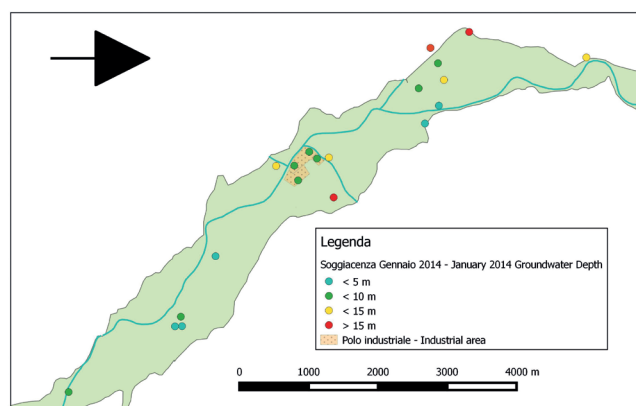 Legenda
Soggiacenza Gennaio 2014 - January 2014 Groundwater Depth
< 5 m
< 10 m
< 15 m
> 15 m
Polo industriale - Industrial area
0 1000 2000 3000 4000 m